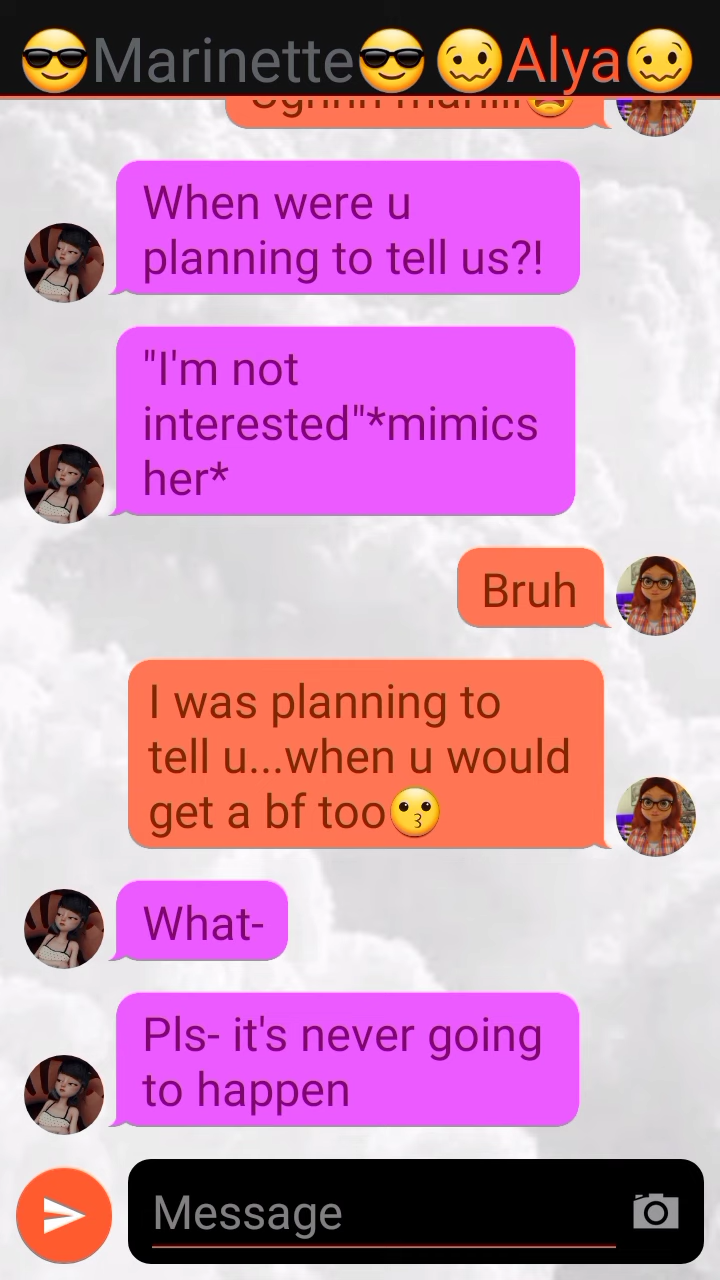 😎Marinette😎🥴Alya🥴
When were u
planning to tell us?!
"I'm not
interested"*mimics
her*
Bruh
I was planning to
tell u...when u would
get a bf too😗
What-
Pls- it's never going
to happen
Message